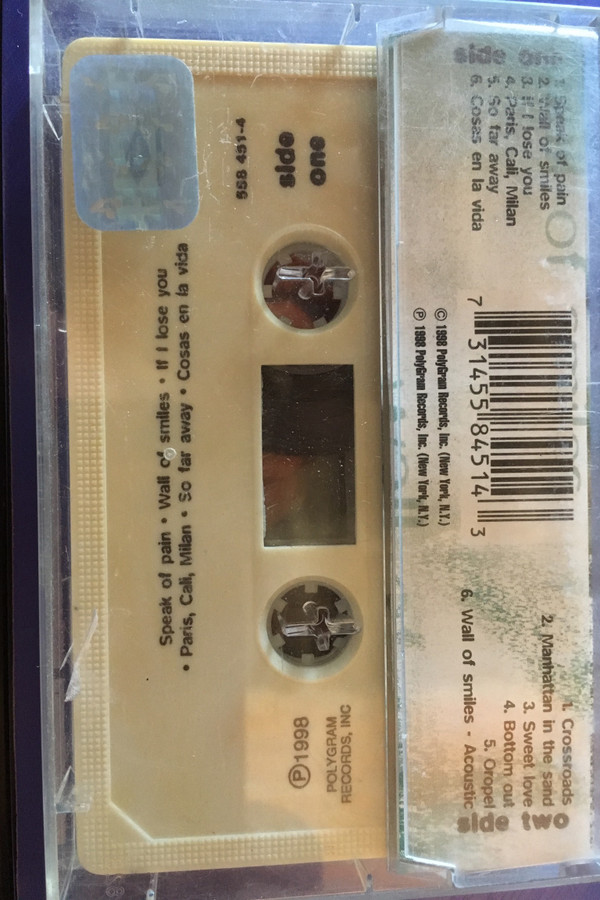 558 451-4
side
one
Speak of pain • Wall of smiles • If I lose you
• Paris, Cali, Milan • So far away • Cosas en la vida
Ⓟ1998
POLYGRAM
RECORDS, INC
side one
1. Speak of pain
2. Wall of smiles
3. If I lose you
4. Paris, Cali, Milan
5. So far away
6. Cosas en la vida
7 31455 84514 3
© 1998 PolyGram Records, Inc. (New York, N.Y.)
Ⓟ 1998 PolyGram Records, Inc. (New York, N.Y.)
side two
1. Crossroads
2. Manhattan in the sand
3. Sweet love
4. Bottom out
5. Oropel
6. Wall of smiles - Acoustic